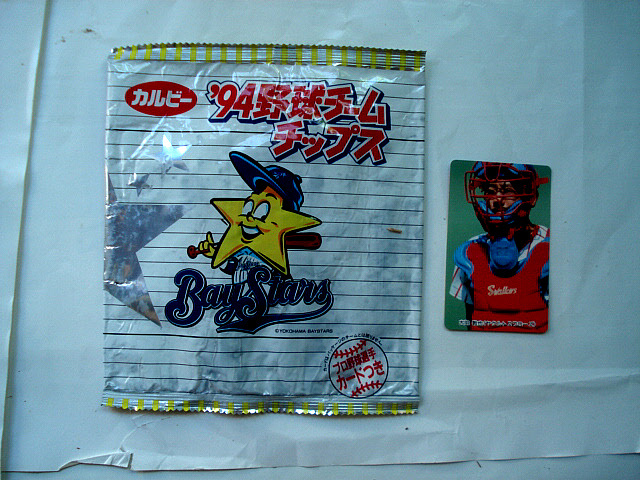 カルビー
'94野球チーム
チップス
BayStars
©YOKOHAMA BAYSTARS
プロ野球選手
カードつき
Swallows